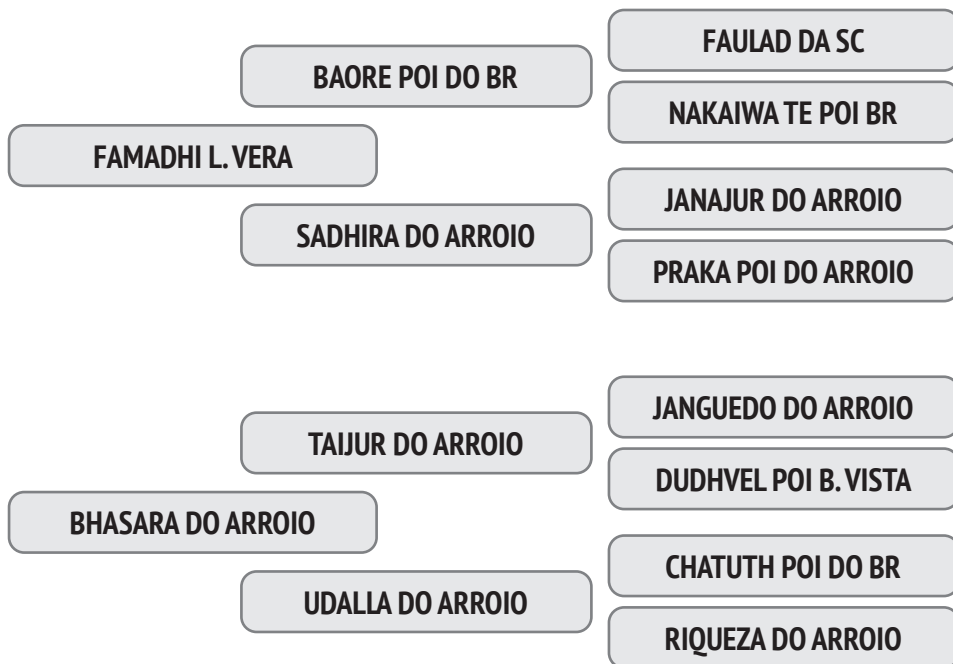 FAULAD DA SC
BAORE POI DO BR
NAKAIWA TE POI BR
FAMADHI L. VERA
JANAJUR DO ARROIO
SADHIRA DO ARROIO
PRAKA POI DO ARROIO
JANGUEDO DO ARROIO
TAIJUR DO ARROIO
DUDHVEL POI B. VISTA
BHASARA DO ARROIO
CHATUTH POI DO BR
UDALLA DO ARROIO
RIQUEZA DO ARROIO